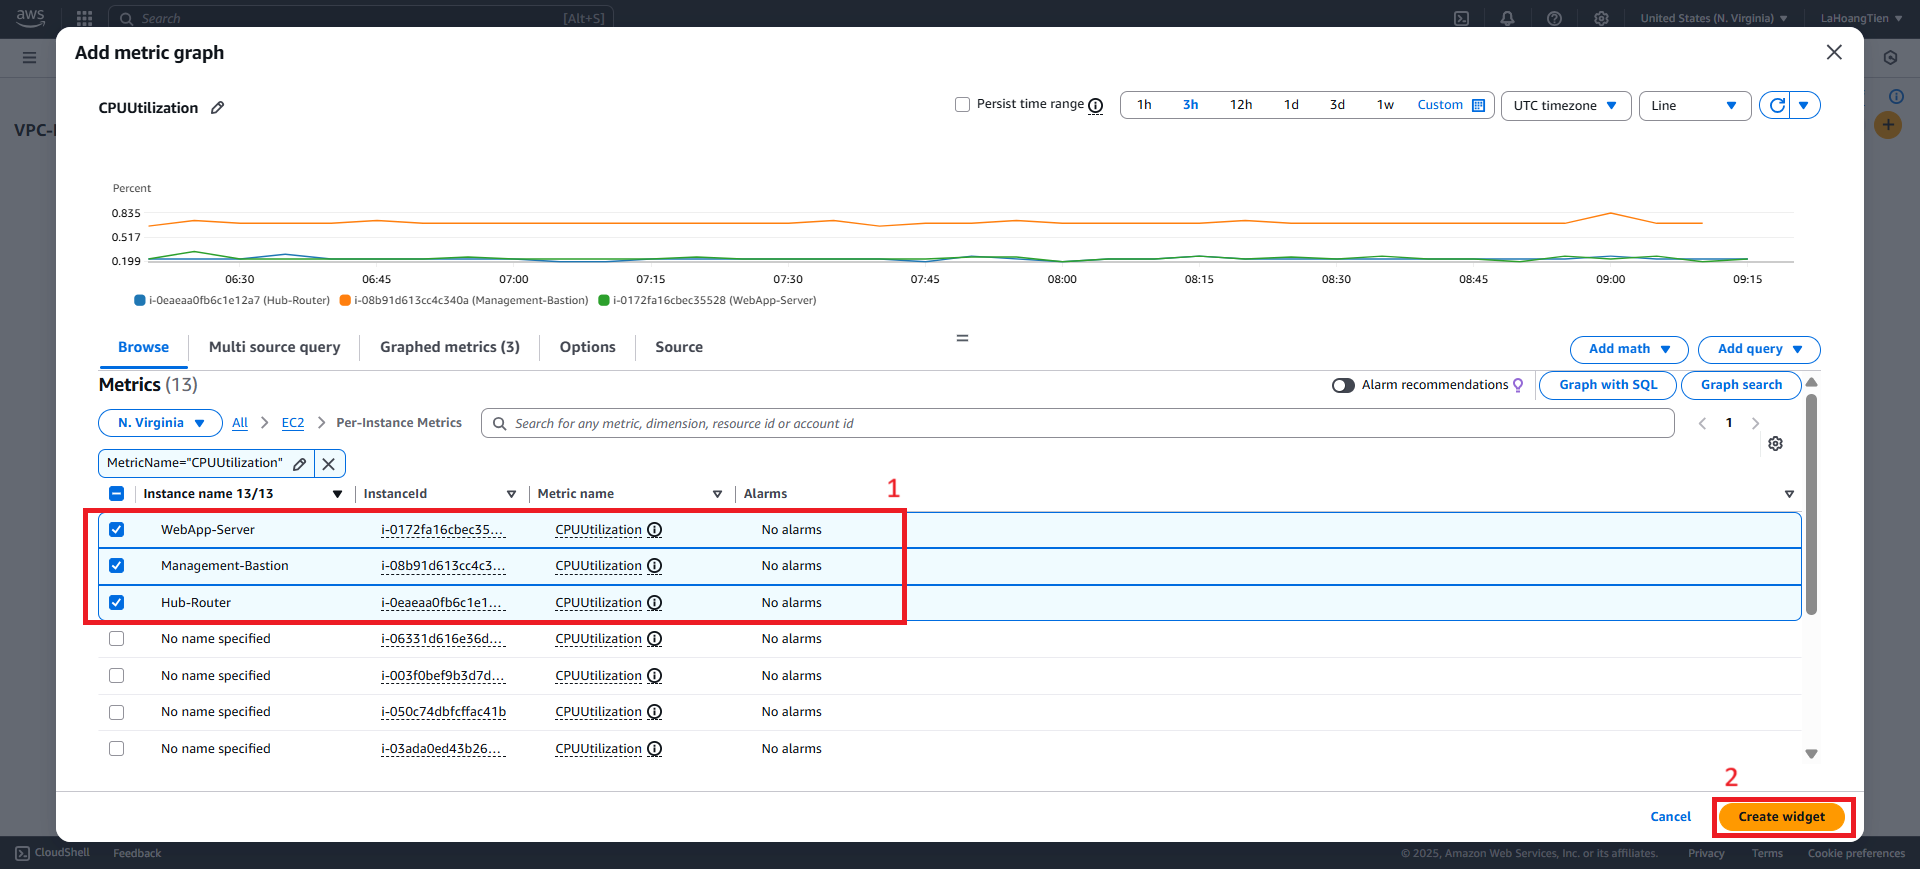 aws
Search [Alt+S] United States (N. Virginia) LaHoangTien
Add metric graph
CPUUtilization
Persist time range 1h 3h 12h 1d 3d 1w Custom UTC timezone Line
VPC-
Percent
0.835
0.517
0.199
06:30 06:45 07:00 07:15 07:30 07:45 08:00 08:15 08:30 08:45 09:00 09:15
i-0eaeaa0fb6c1e12a7 (Hub-Router) i-08b91d613cc4c340a (Management-Bastion) i-0172fa16cbec35528 (WebApp-Server)
Browse Multi source query Graphed metrics (3) Options Source Add math Add query
Metrics (13) Alarm recommendations Graph with SQL Graph search
N. Virginia All EC2 Per-Instance Metrics Search for any metric, dimension, resource id or account id 1
MetricName="CPUUtilization"
Instance name 13/13 InstanceId Metric name Alarms
1
WebApp-Server i-0172fa16cbec35... CPUUtilization No alarms
Management-Bastion i-08b91d613cc4c3... CPUUtilization No alarms
Hub-Router i-0eaeaa0fb6c1e1... CPUUtilization No alarms
No name specified i-06331d616e36d... CPUUtilization No alarms
No name specified i-003f0bef9b3d7d... CPUUtilization No alarms
No name specified i-050c74dbfcffac41b CPUUtilization No alarms
No name specified i-03ada0ed43b26... CPUUtilization No alarms
2
Cancel Create widget
CloudShell Feedback © 2025, Amazon Web Services, Inc. or its affiliates. Privacy Terms Cookie preferences